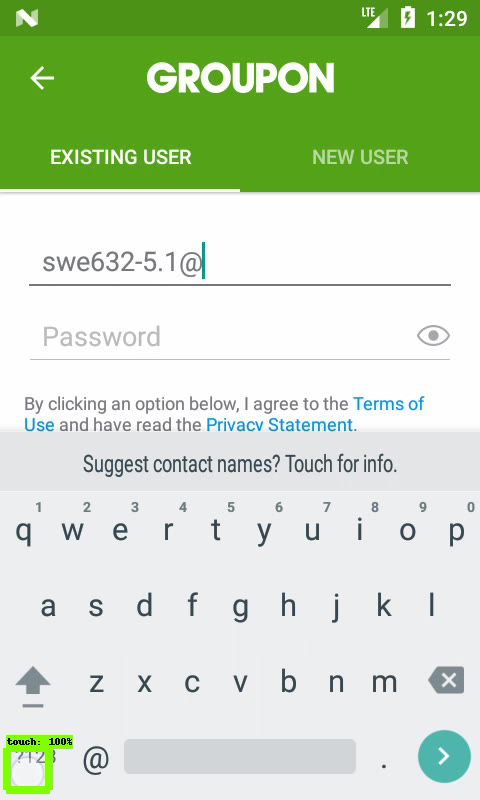 LTE 1:29
GROUPON
EXISTING USER NEW USER
swe632-5.1@
Password
By clicking an option below, I agree to the Terms of
Use and have read the Privacy Statement.
Suggest contact names? Touch for info.
1 2 3 4 5 6 7 8 9 0
q w e r t y u i o p
a s d f g h j k l
z x c v b n m
touch: 100%
?123 @ .